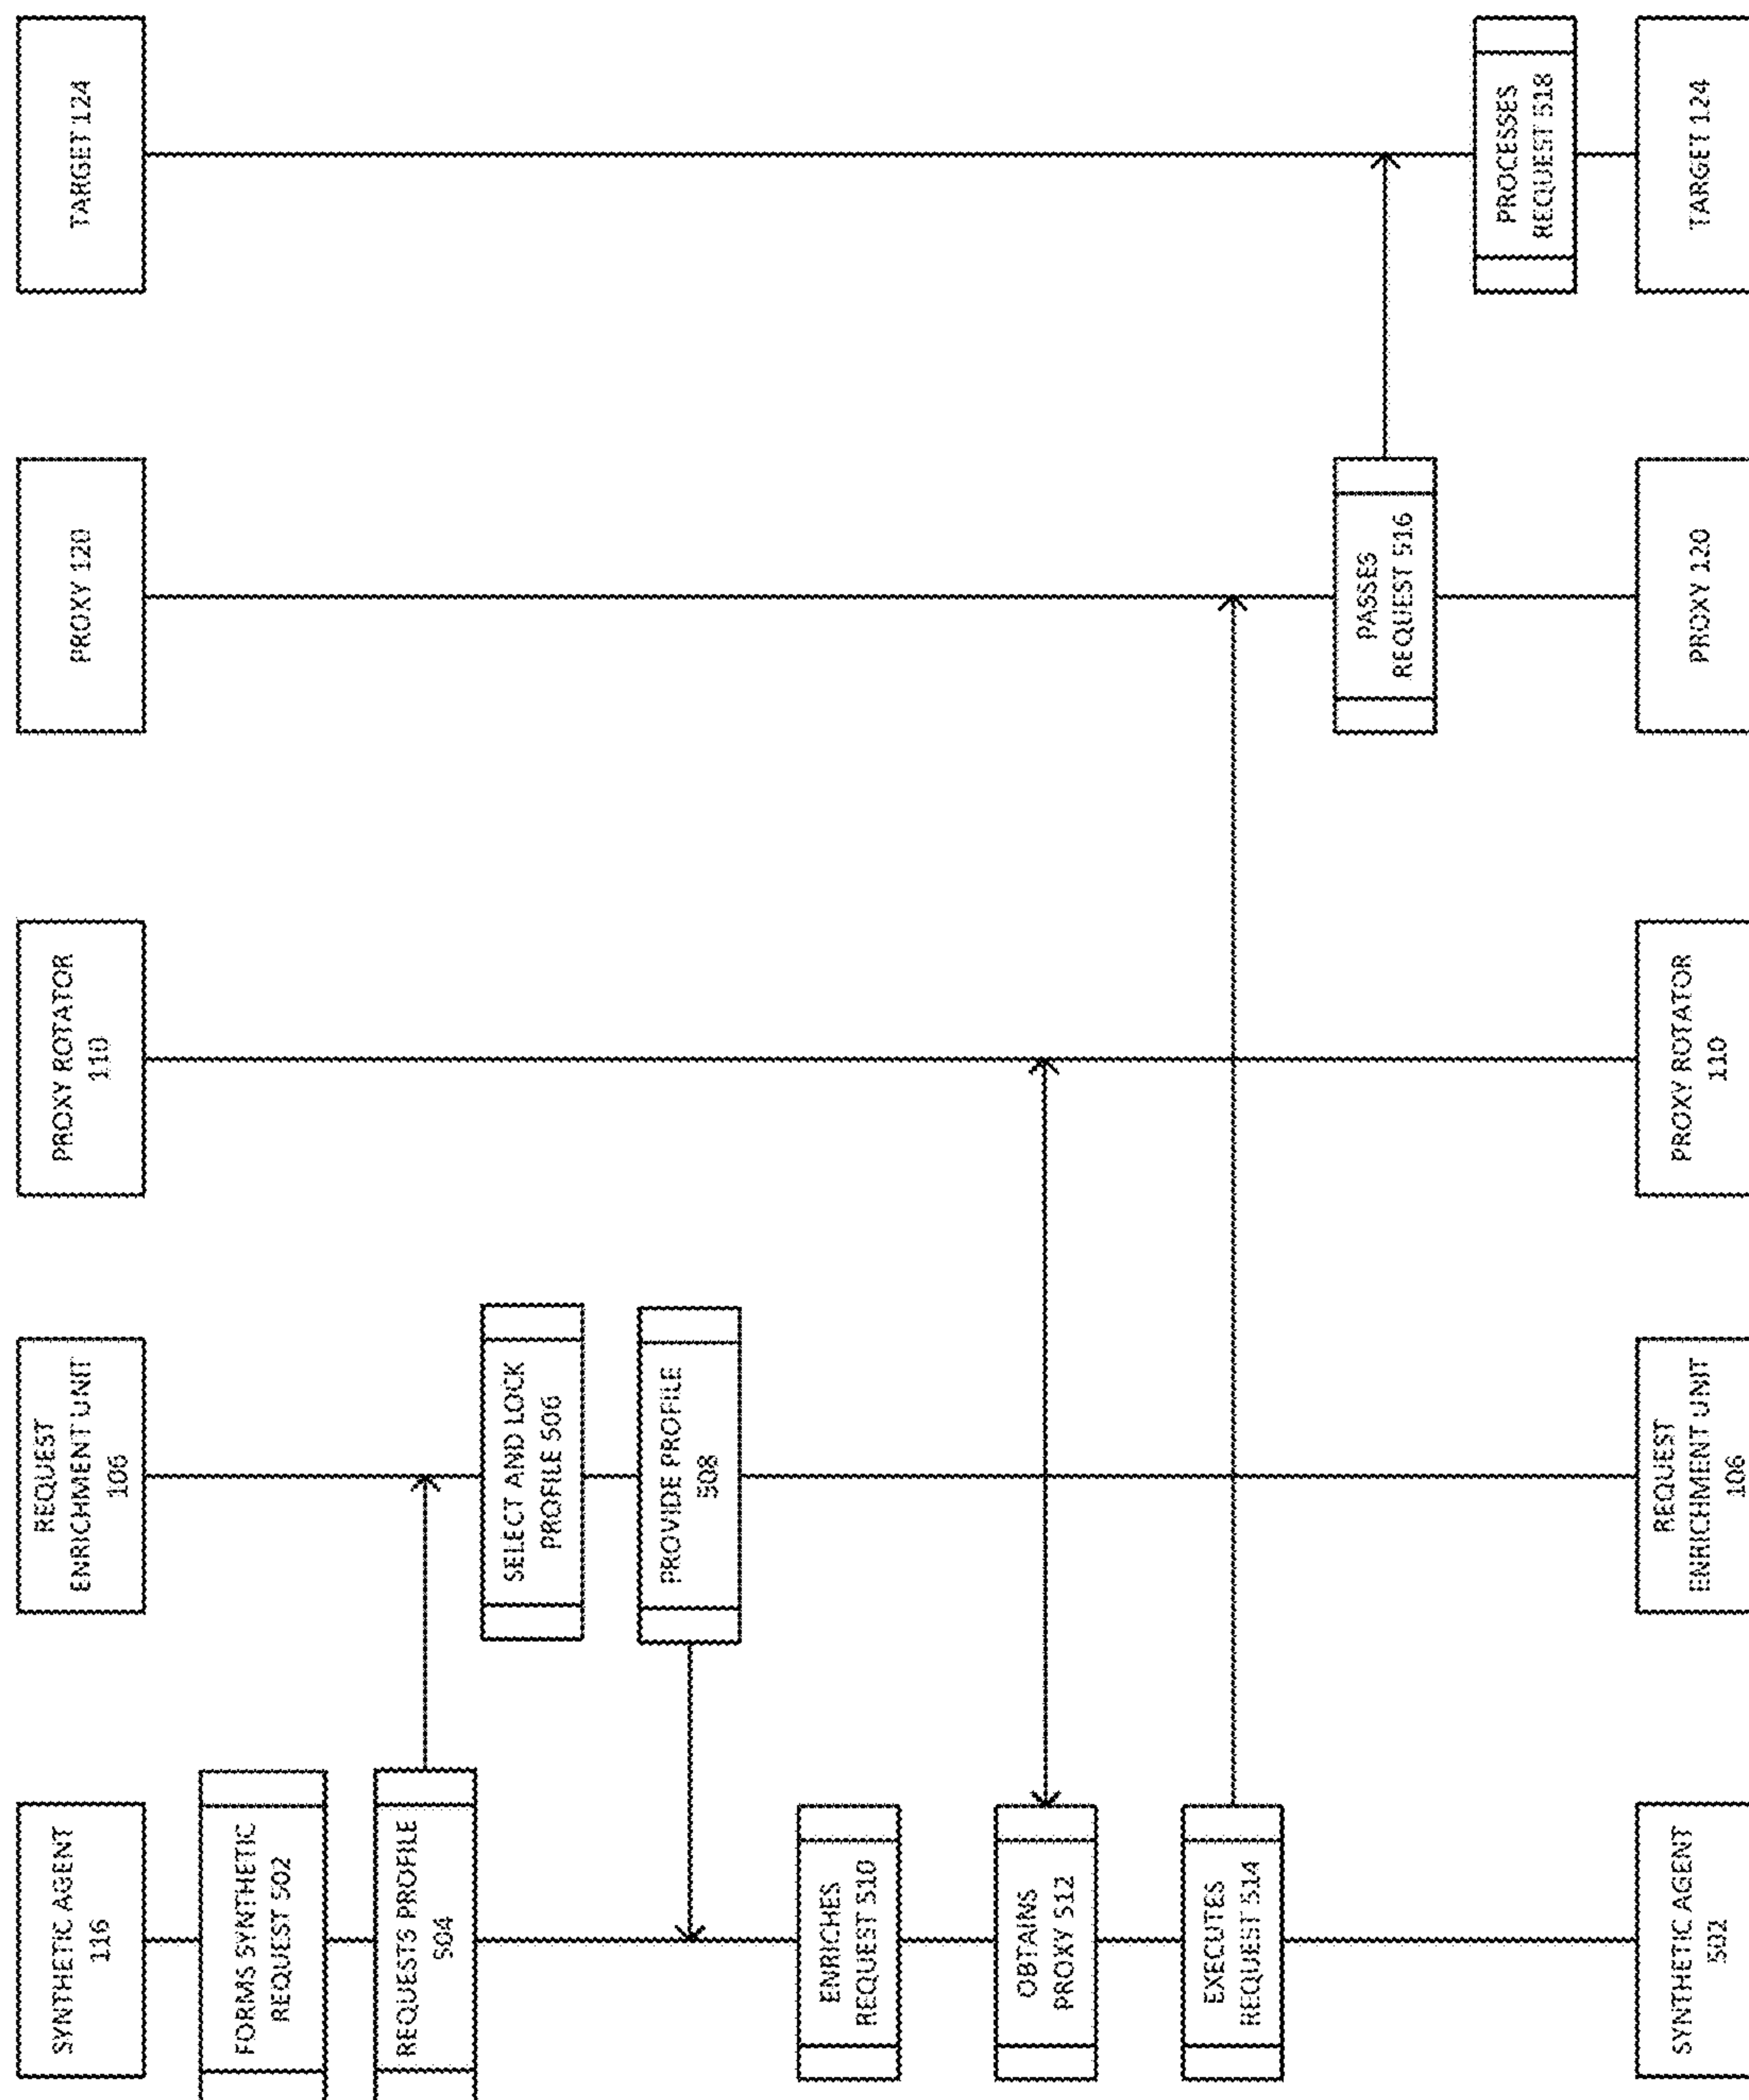 SYNTHETIC AGENT
116
REQUEST
ENRICHMENT UNIT
106
PROXY ROTATOR
110
PROXY 120
TARGET 124
FORMS SYNTHETIC
REQUEST 502
REQUESTS PROFILE
504
SELECT AND LOCK
PROFILE 506
PROVIDE PROFILE
508
ENRICHES
REQUEST 510
OBTAINS
PROXY 512
EXECUTES
REQUEST 514
PASSES
REQUEST 516
PROCESSES
REQUEST 518
SYNTHETIC AGENT
502
REQUEST
ENRICHMENT UNIT
106
PROXY ROTATOR
110
PROXY 120
TARGET 124